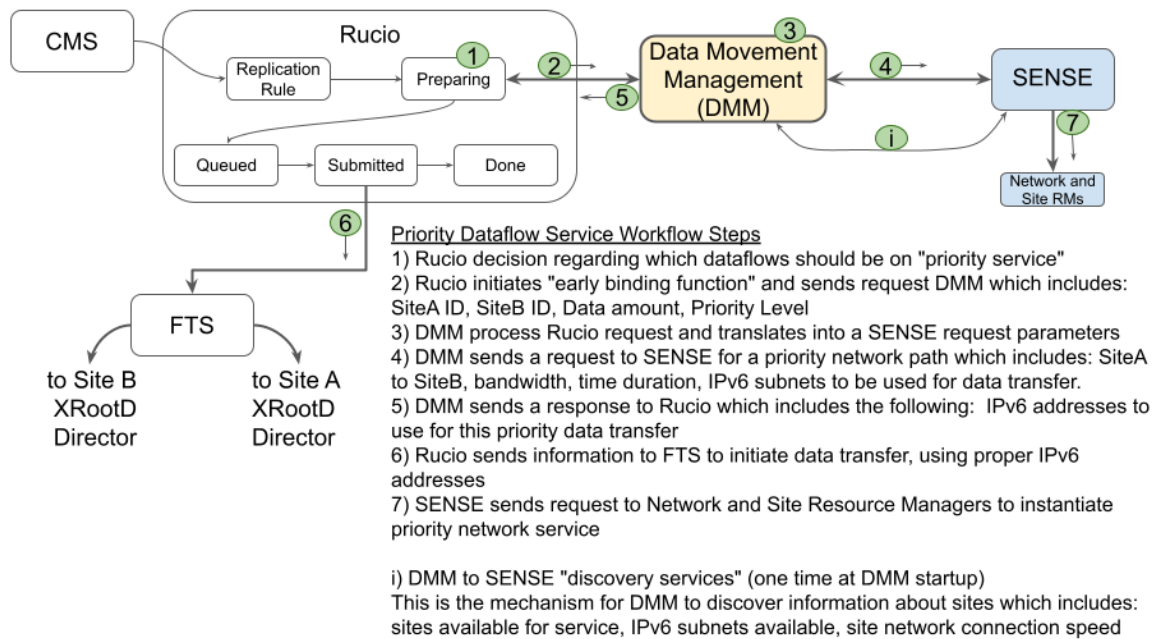 CMS
Rucio
Replication
Rule
1
Preparing
2
5
3
Data Movement
Management
(DMM)
4
SENSE
i
7
Network and
Site RMs
Queued
Submitted
Done
6
FTS
to Site B
XRootD
Director
to Site A
XRootD
Director
Priority Dataflow Service Workflow Steps
1) Rucio decision regarding which dataflows should be on "priority service"
2) Rucio initiates "early binding function" and sends request DMM which includes:
SiteA ID, SiteB ID, Data amount, Priority Level
3) DMM process Rucio request and translates into a SENSE request parameters
4) DMM sends a request to SENSE for a priority network path which includes: SiteA
to SiteB, bandwidth, time duration, IPv6 subnets to be used for data transfer.
5) DMM sends a response to Rucio which includes the following: IPv6 addresses to
use for this priority data transfer
6) Rucio sends information to FTS to initiate data transfer, using proper IPv6
addresses
7) SENSE sends request to Network and Site Resource Managers to instantiate
priority network service
i) DMM to SENSE "discovery services" (one time at DMM startup)
This is the mechanism for DMM to discover information about sites which includes:
sites available for service, IPv6 subnets available, site network connection speed